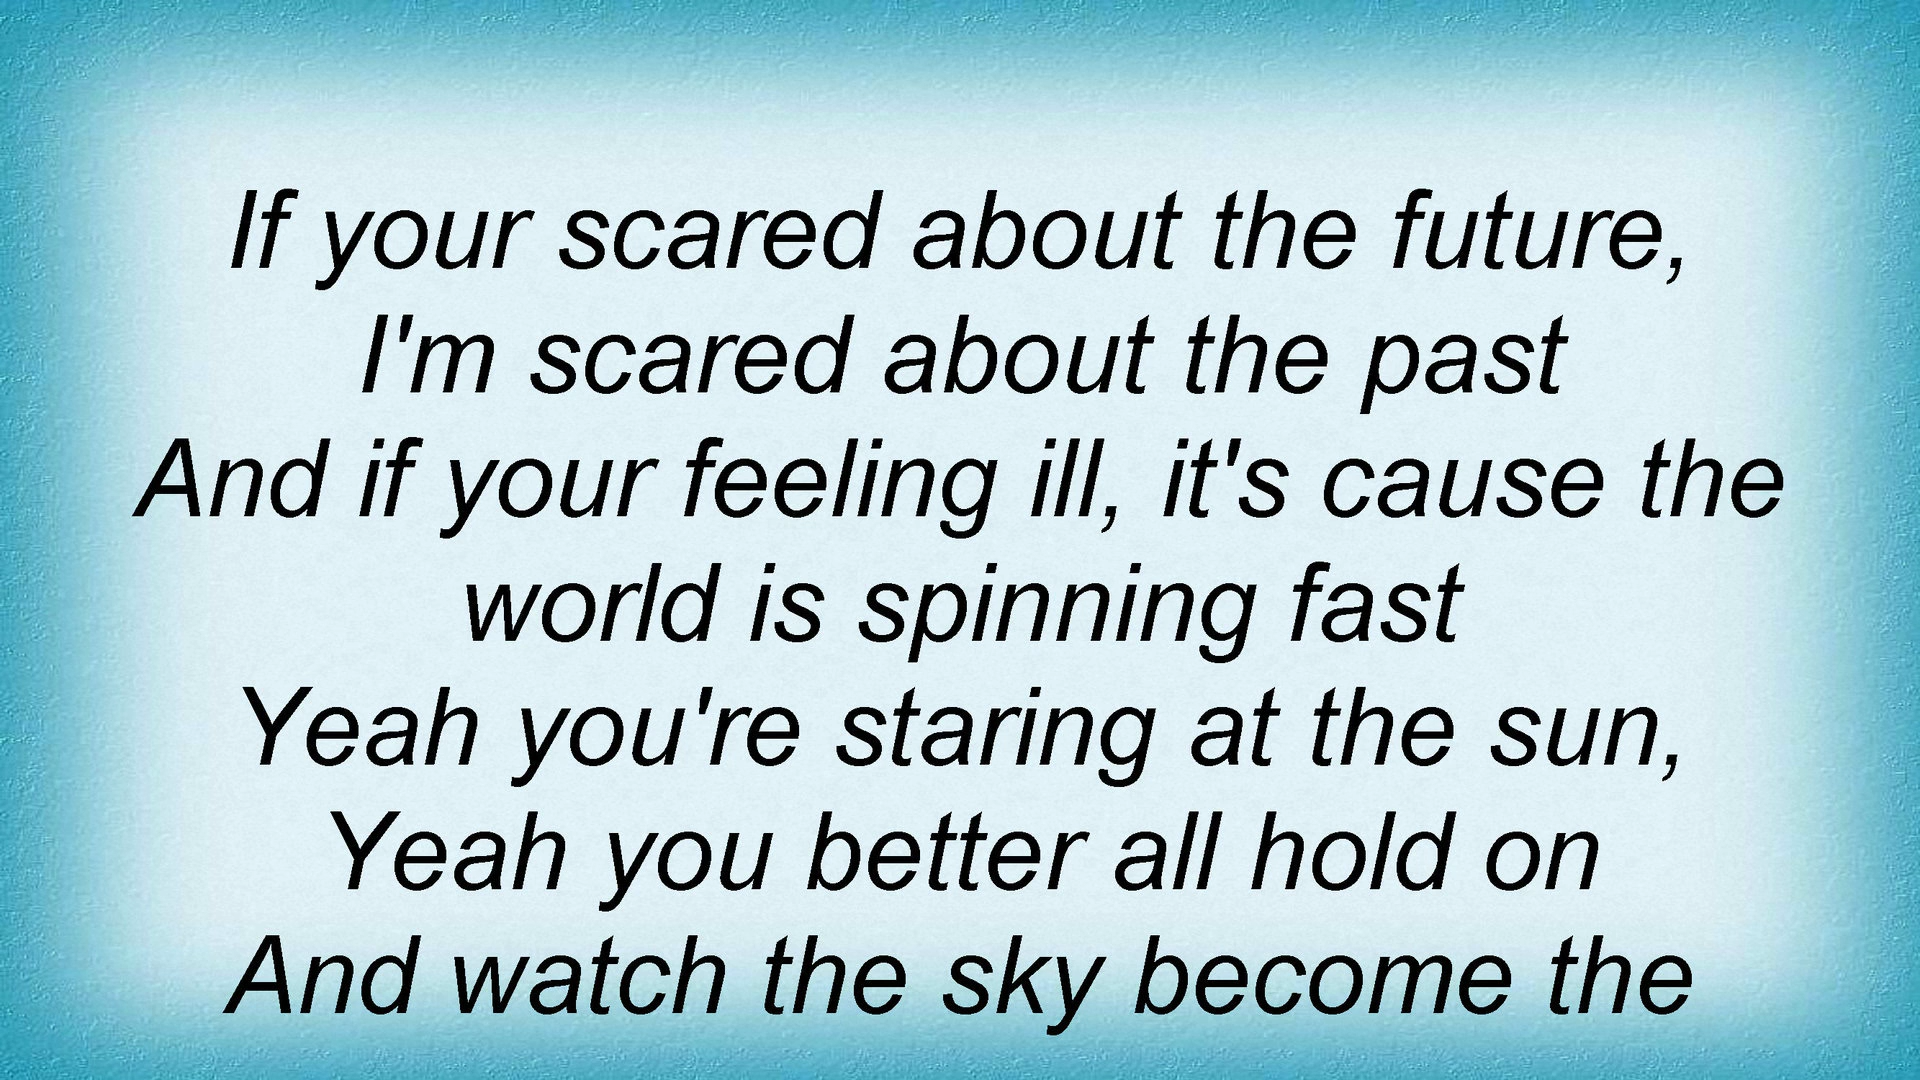 If your scared about the future,
I'm scared about the past
And if your feeling ill, it's cause the
world is spinning fast
Yeah you're staring at the sun,
Yeah you better all hold on
And watch the sky become the